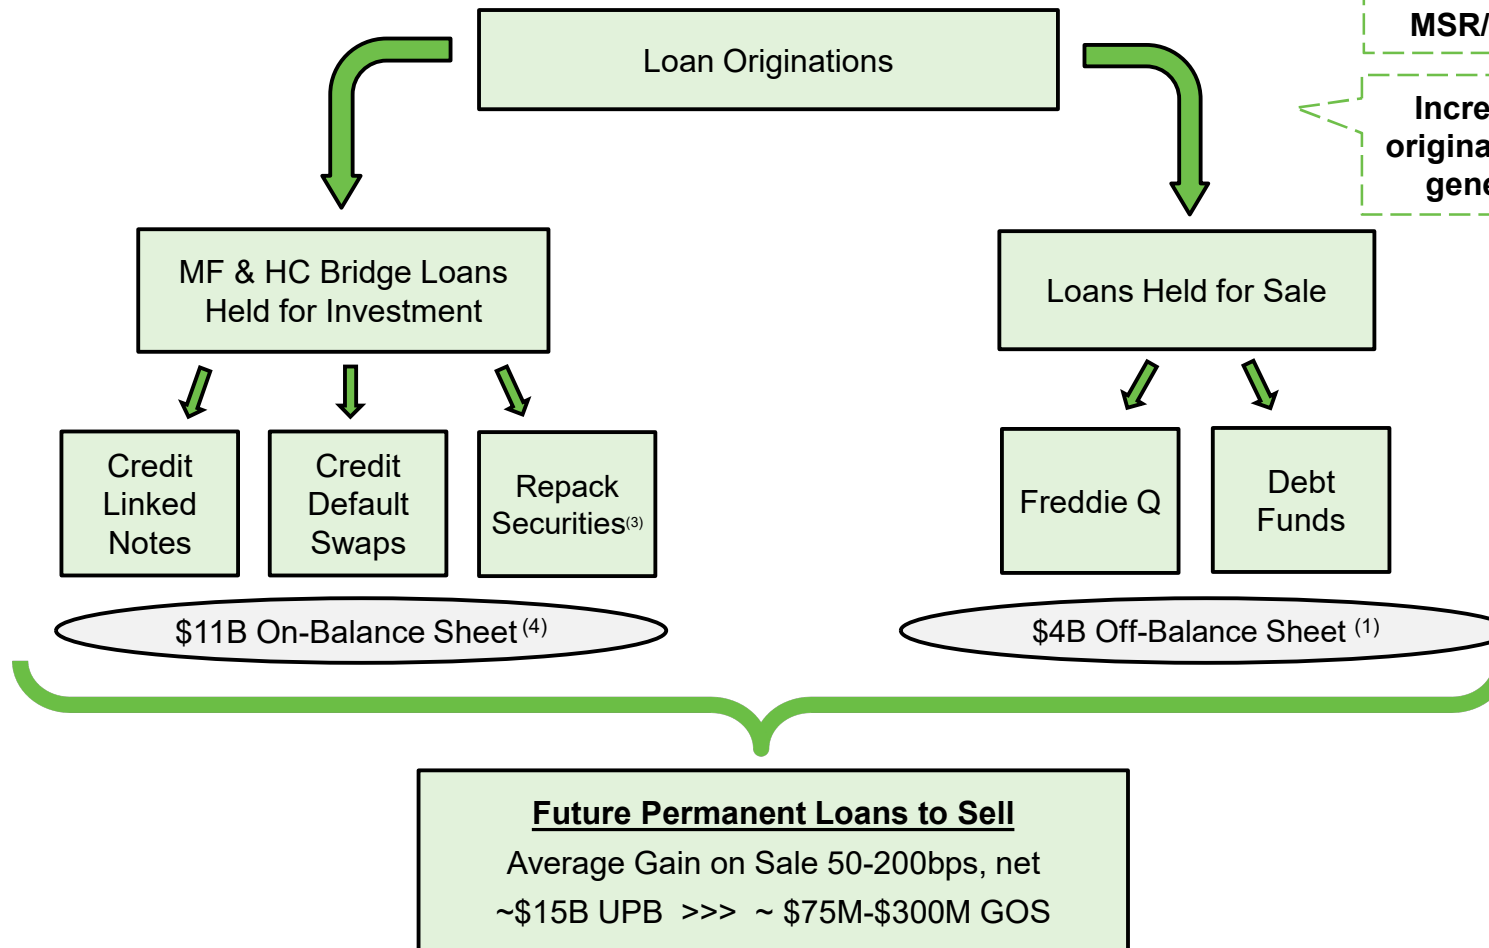 MSR/
Loan Originations
Incre
origina
gene
MF & HC Bridge Loans
Held for Investment
Loans Held for Sale
Credit
Linked
Notes
Credit
Default
Swaps
Repack
Securities(3)
Freddie Q
Debt
Funds
$11B On-Balance Sheet (4)
$4B Off-Balance Sheet (1)
Future Permanent Loans to Sell
Average Gain on Sale 50-200bps, net
~$15B UPB >>> ~ $75M-$300M GOS